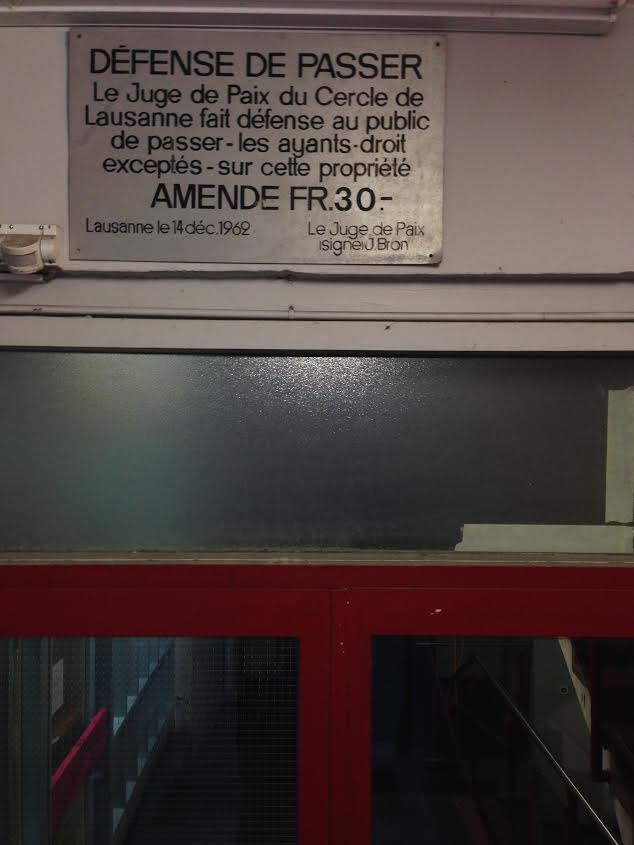 DÉFENSE DE PASSER
Le Juge de Paix du Cercle de
Lausanne fait défense au public
de passer-les ayants-droit
exceptés-sur cette propriété
AMENDE FR.30.-
Lausanne le 14 déc.1962
Le Juge de Paix
(signé) J.Bron